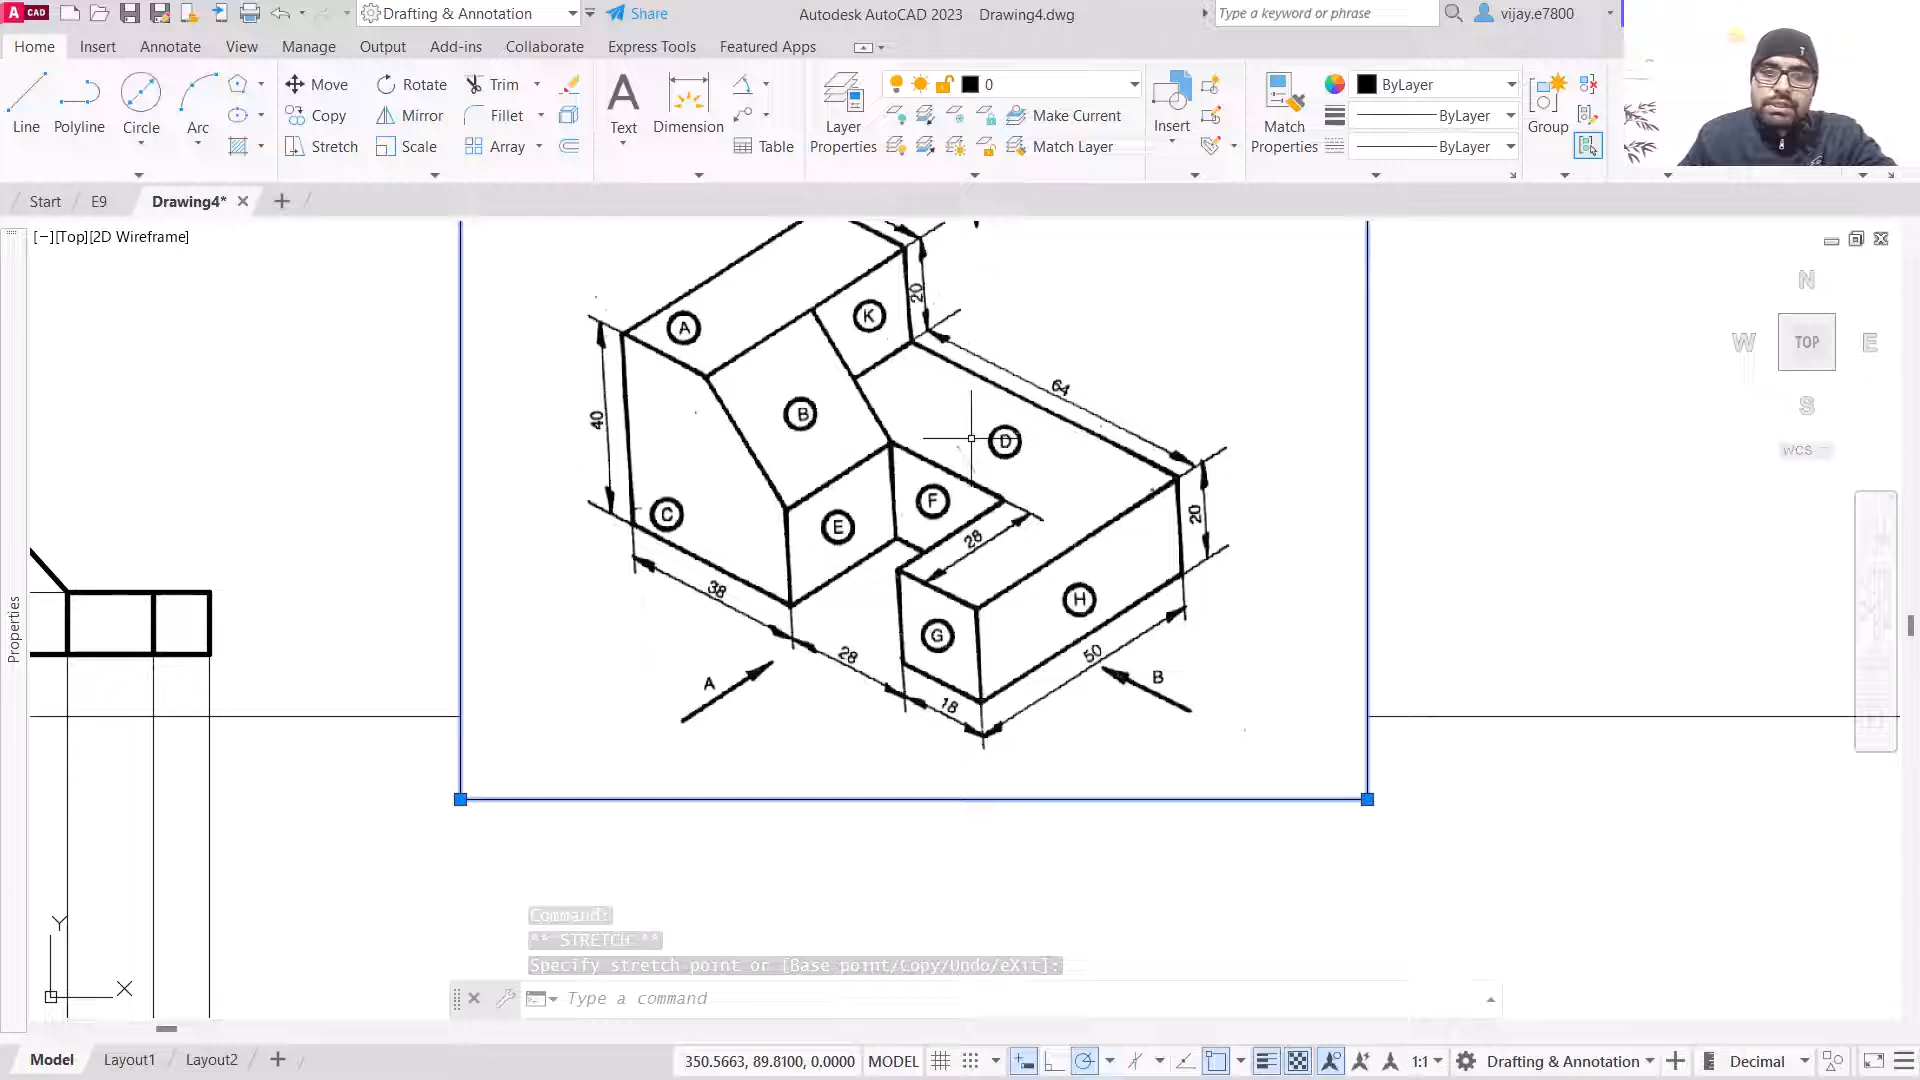 A CAD Drafting & Annotation Share Autodesk AutoCAD 2023 Drawing4.dwg Type a keyword or phrase vijay.e7800
Home Insert Annotate View Manage Output Add-ins Collaborate Express Tools Featured Apps
Move Rotate Trim 0 ByLayer
Copy Mirror Fillet Make Current ByLayer
Line Polyline Circle Arc Text Dimension Layer Insert Match Group
Stretch Scale Array Table Properties Match Layer Properties ByLayer
Start E9 Drawing4*
[−][Top][2D Wireframe]
N
W TOP E
S
WCS
20
K
A
64
40
B
D
F
20
C
E
28
38
H
G
28
50
A
B
18
Properties
Y
X
Command:
** STRETCH **
Specify stretch point or [Base point/Copy/Undo/eXit]:
Type a command
Model Layout1 Layout2 350.5663, 89.8100, 0.0000 MODEL 1:1 Drafting & Annotation Decimal